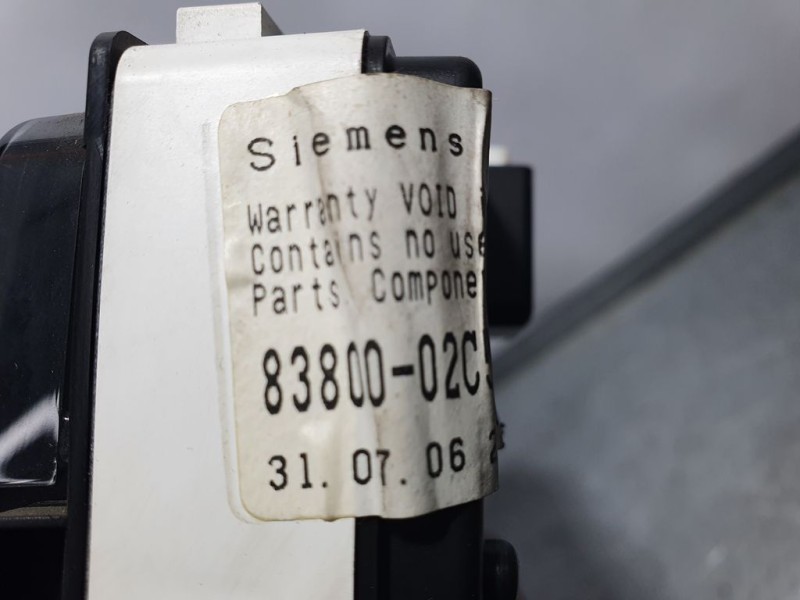 Siemens
Warranty VOID
Contains no use
Parts. Compone
83800-02C
31. 07. 06